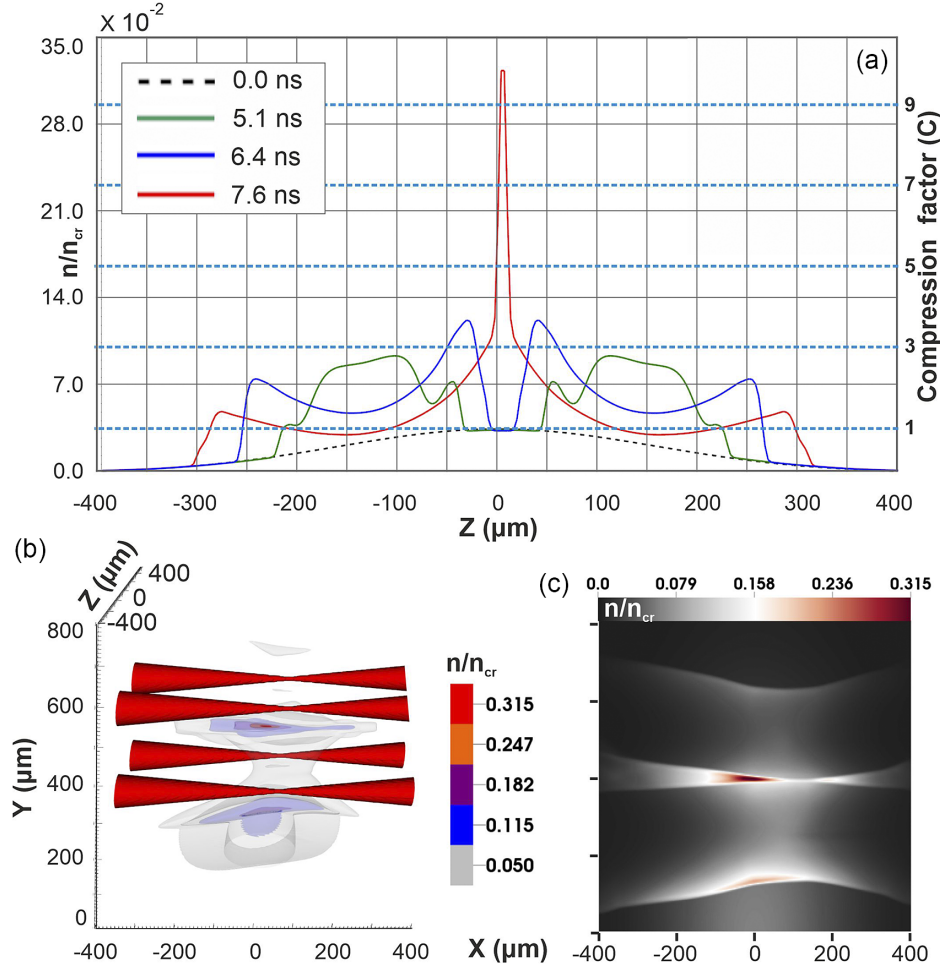 X 10⁻²
(a)
35.0
28.0
21.0
14.0
7.0
0.0
n/n_cr
0.0 ns
5.1 ns
6.4 ns
7.6 ns
9
7
5
3
1
Compression factor (C)
-400 -300 -200 -100 0 100 200 300 400
Z (µm)
(b)
Z (µm)
400
0
-400
800
600
400
200
0
Y (µm)
-400 -200 0 200 400
n/n_cr
0.315
0.247
0.182
0.115
0.050
X (µm)
(c)
0.0 0.079 0.158 0.236 0.315
n/n_cr
-400 -200 0 200 400